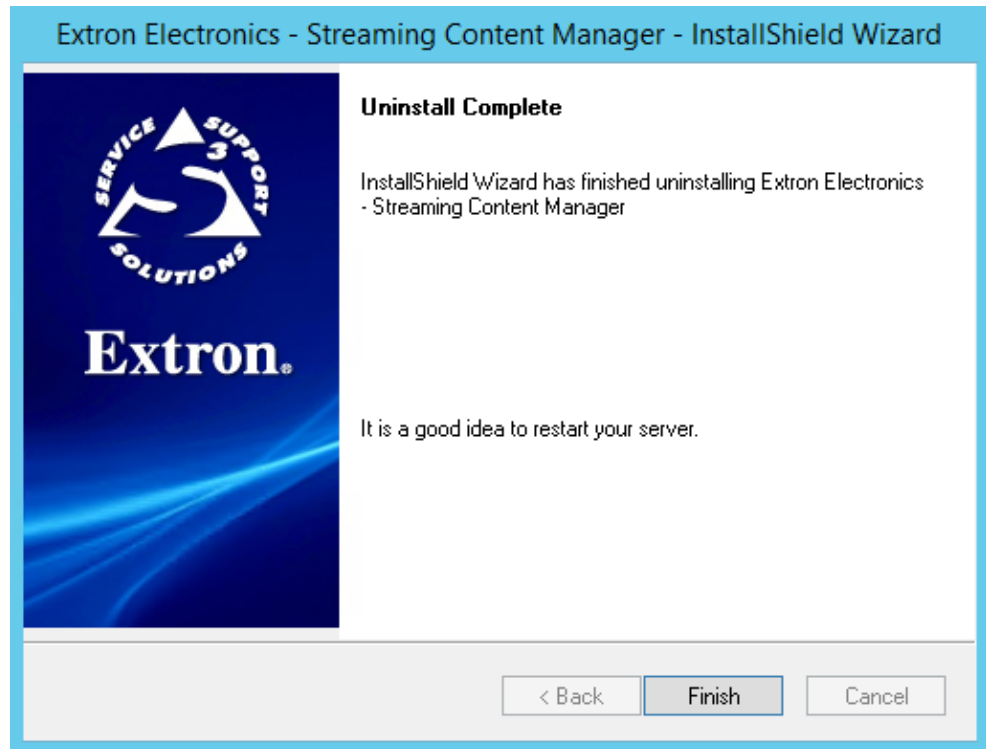 Extron Electronics - Streaming Content Manager - InstallShield Wizard
SERVICE SUPPORT SOLUTIONS
3
Extron®
Uninstall Complete
InstallShield Wizard has finished uninstalling Extron Electronics
- Streaming Content Manager
It is a good idea to restart your server.
< Back Finish Cancel